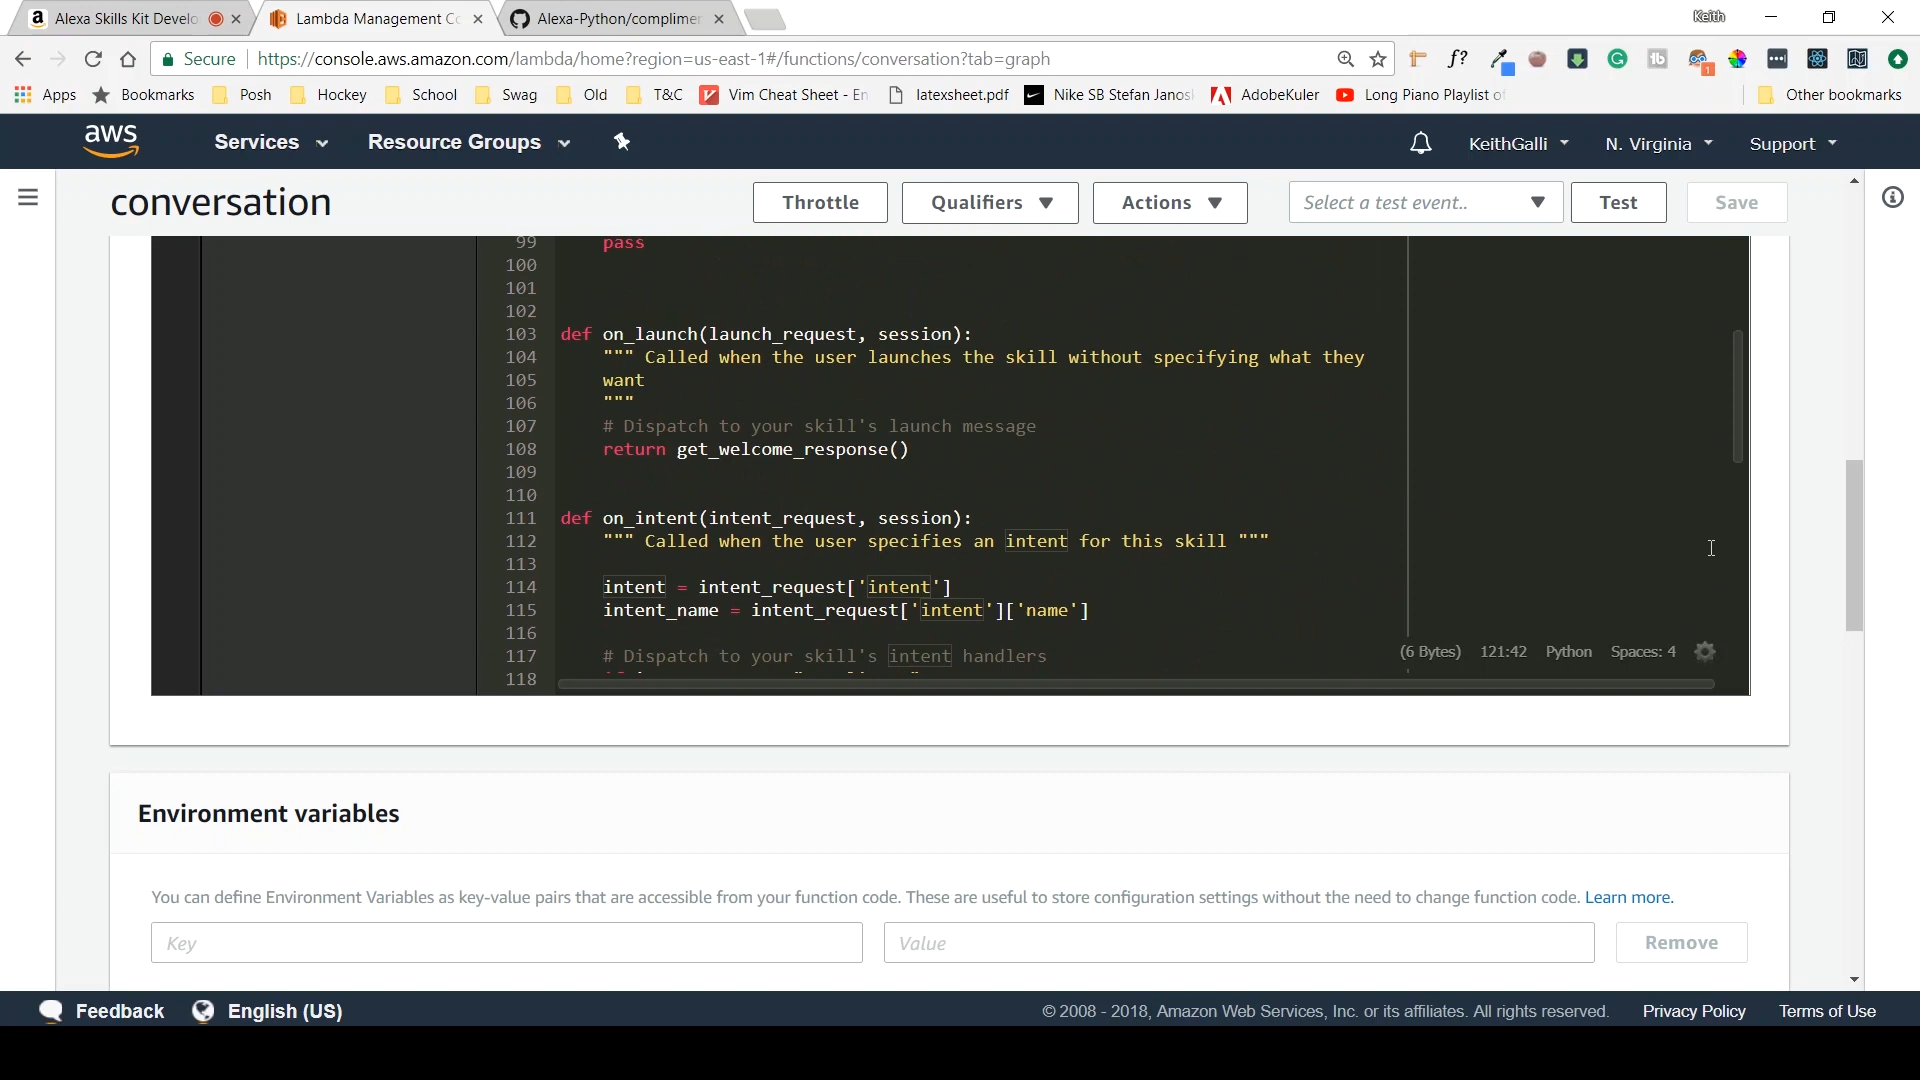 Alexa Skills Kit Develo
Lambda Management Co
Alexa-Python/complimen
Keith
Secure
https://console.aws.amazon.com/lambda/home?region=us-east-1#/functions/conversation?tab=graph
Apps
Bookmarks
Posh
Hockey
School
Swag
Old
T&C
Vim Cheat Sheet - En
latexsheet.pdf
Nike SB Stefan Janosk
AdobeKuler
Long Piano Playlist of
Other bookmarks
aws
Services
Resource Groups
KeithGalli
N. Virginia
Support
conversation
Throttle
Qualifiers
Actions
Select a test event..
Test
Save
99 pass
100
101
102
103 def on_launch(launch_request, session):
104 """ Called when the user launches the skill without specifying what they
105 want
106 """
107 # Dispatch to your skill's launch message
108 return get_welcome_response()
109
110
111 def on_intent(intent_request, session):
112 """ Called when the user specifies an intent for this skill """
113
114 intent = intent_request['intent']
115 intent_name = intent_request['intent']['name']
116
117 # Dispatch to your skill's intent handlers
118
(6 Bytes) 121:42 Python Spaces: 4
Environment variables
You can define Environment Variables as key-value pairs that are accessible from your function code. These are useful to store configuration settings without the need to change function code. Learn more.
Key
Value
Remove
Feedback
English (US)
© 2008 - 2018, Amazon Web Services, Inc. or its affiliates. All rights reserved.
Privacy Policy
Terms of Use